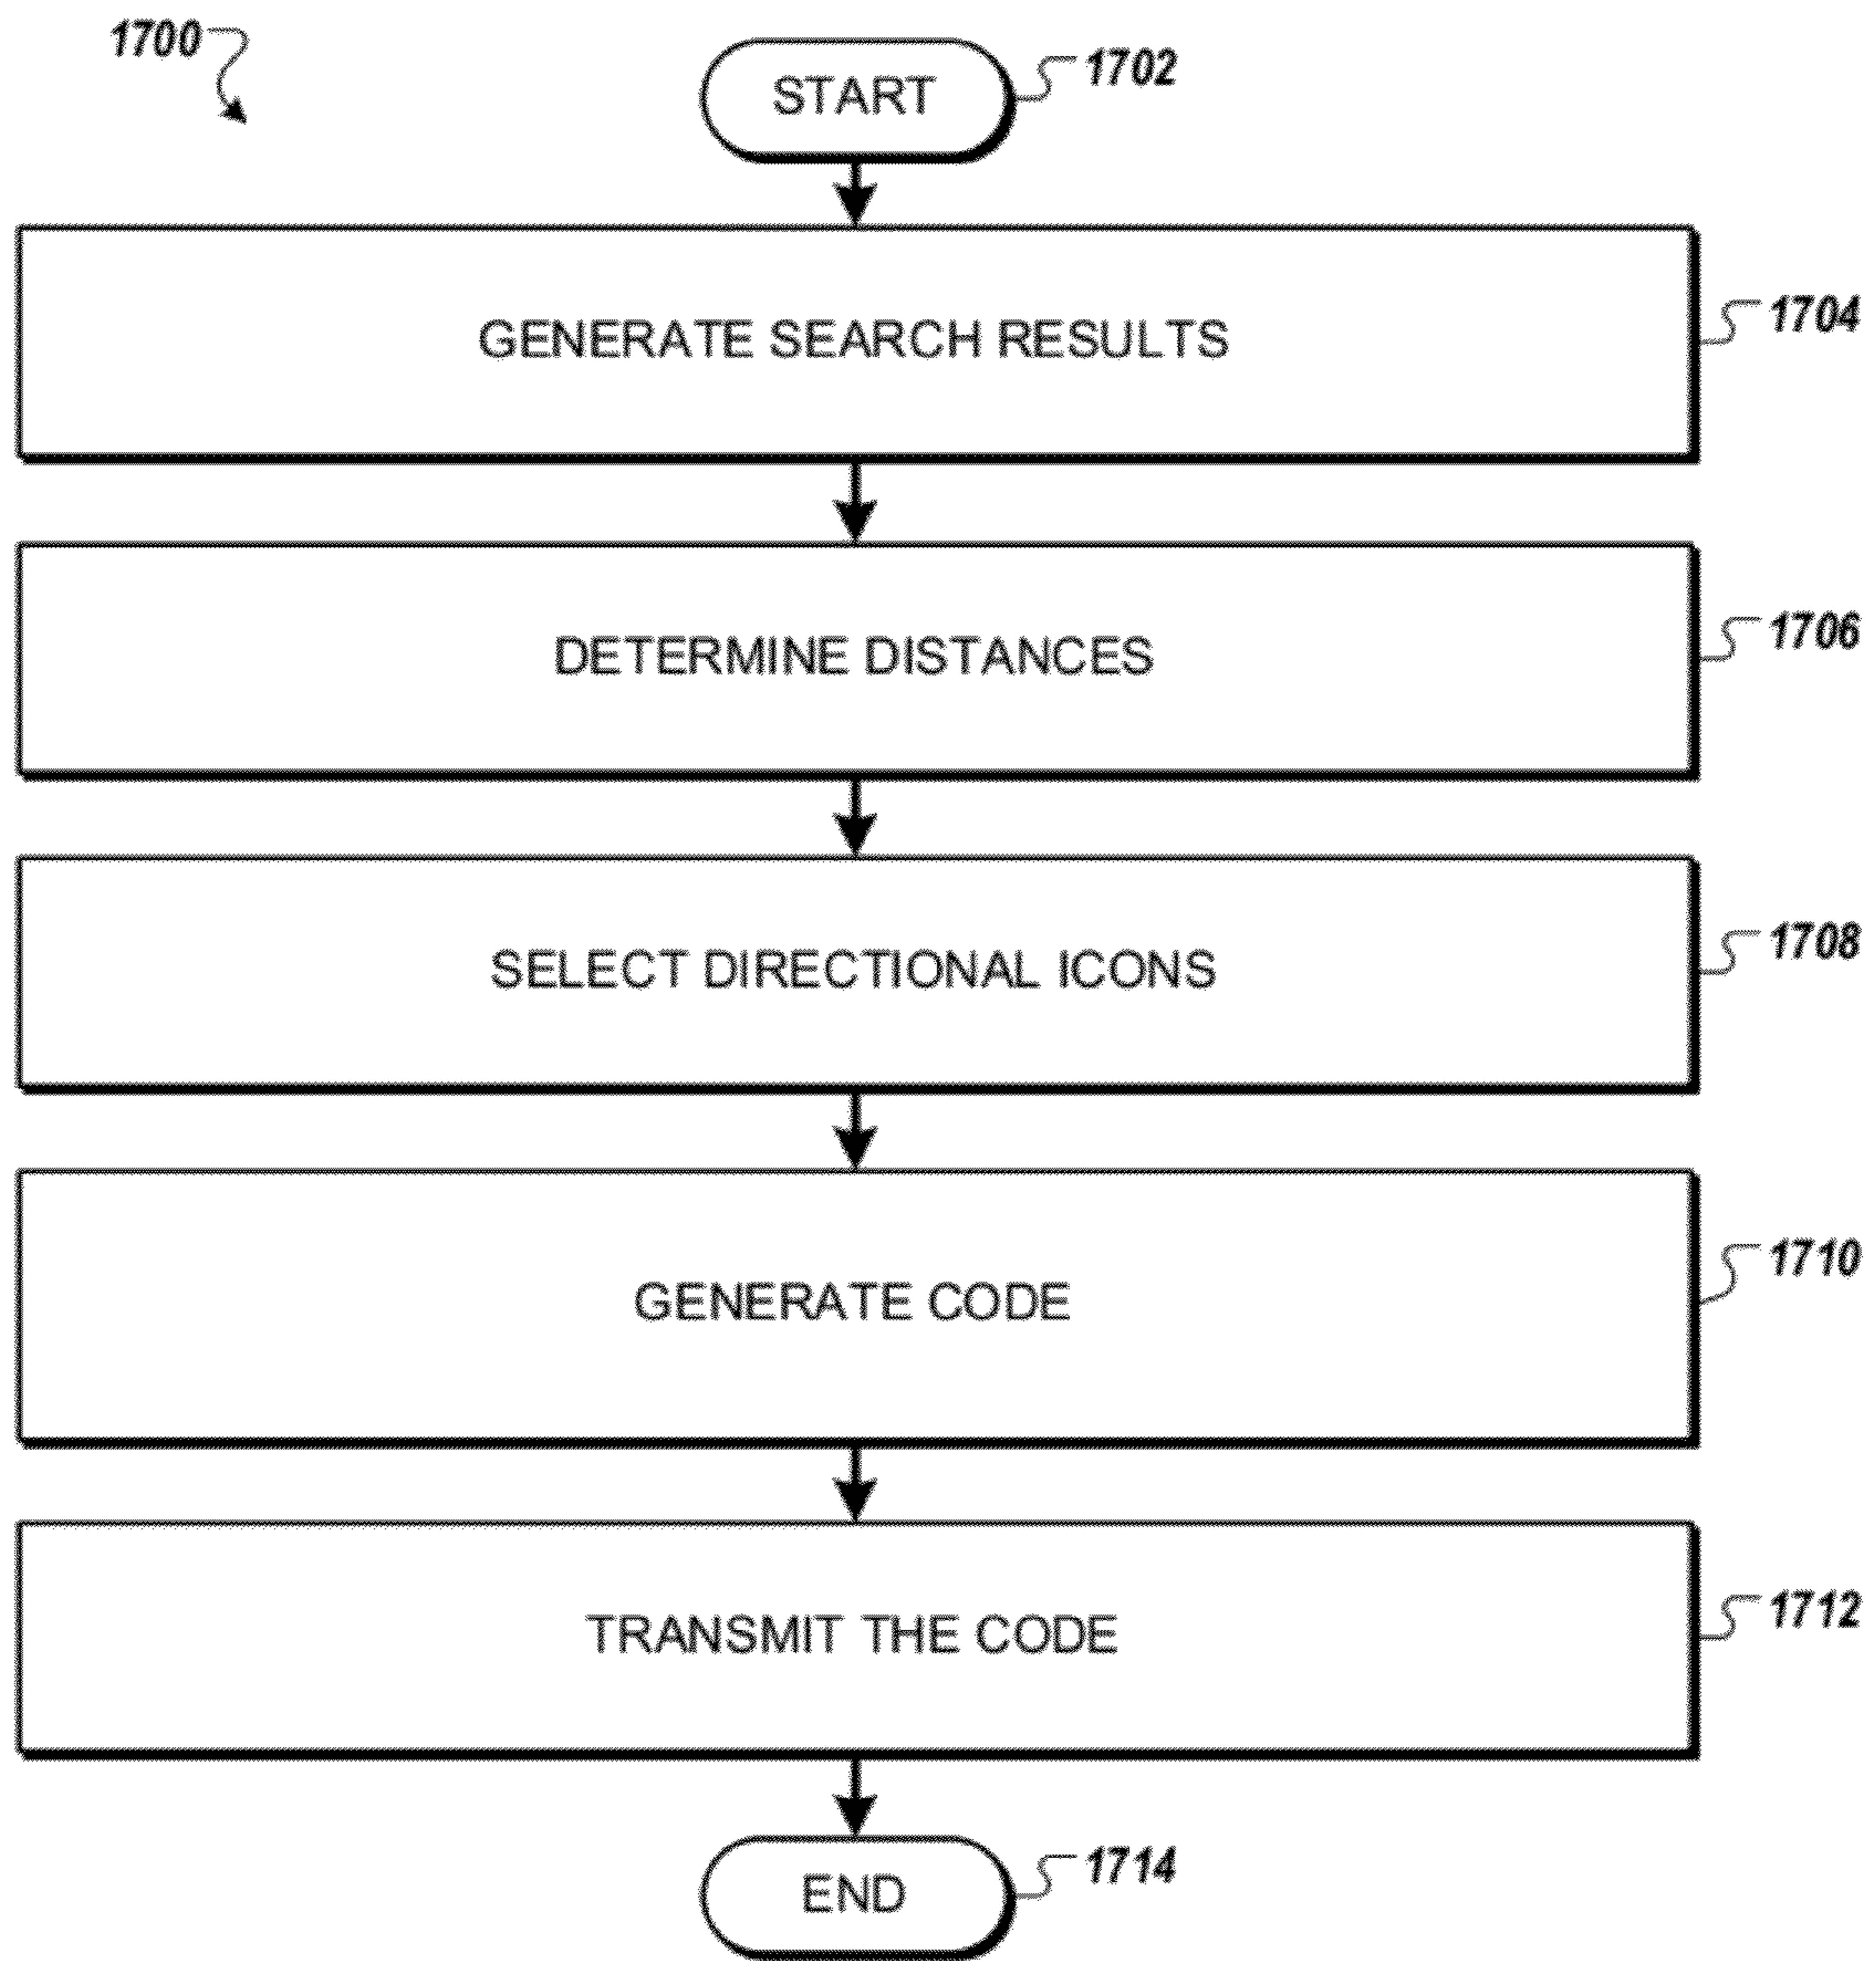 1700
START
1702
GENERATE SEARCH RESULTS
1704
DETERMINE DISTANCES
1706
SELECT DIRECTIONAL ICONS
1708
GENERATE CODE
1710
TRANSMIT THE CODE
1712
END
1714